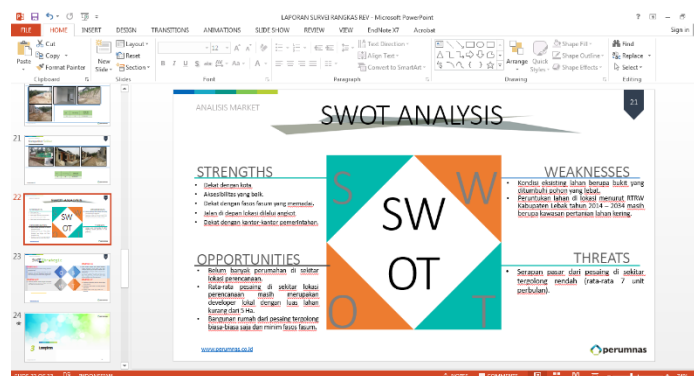 LAPORAN SURVEI RANGKAS REV - Microsoft PowerPoint
FILE HOME INSERT DESIGN TRANSITIONS ANIMATIONS SLIDE SHOW REVIEW VIEW EndNote X7 Acrobat Sign in
Cut
Copy
Format Painter
Paste
Clipboard
New Slide
Layout
Reset
Section
Slides
Font
Text Direction
Align Text
Convert to SmartArt
Paragraph
Arrange
Quick Styles
Shape Fill
Shape Outline
Shape Effects
Drawing
Find
Replace
Select
Editing
21
22
23
24
ANALISIS MARKET
SWOT ANALYSIS
21
STRENGTHS
• Dekat dengan kota.
• Aksesibilitas yang baik.
• Dekat dengan fasos fasum yang memadai.
• Jalan di depan lokasi dilalui angkot
• Dekat dengan kantor-kantor pemerintahan.
WEAKNESSES
• Kondisi eksisting lahan berupa bukit yang
ditumbuhi pohon yang lebat.
• Peruntukan lahan di lokasi menurut RTRW
Kabupaten Lebak tahun 2014 – 2034 masih
berupa kawasan pertanian lahan kering.
S W
SW
OT
O T
OPPORTUNITIES
• Belum banyak perumahan di sekitar
lokasi perencanaan.
• Rata-rata pesaing di sekitar lokasi
perencanaan masih merupakan
developer lokal dengan luas lahan
kurang dari 5 Ha.
• Bangunan rumah dari pesaing tergolong
biasa-biasa saja dan minim fasos fasum.
THREATS
• Serapan pasar dari pesaing di sekitar
tergolong rendah (rata-rata 7 unit
perbulan).
www.perumnas.co.id
perumnas